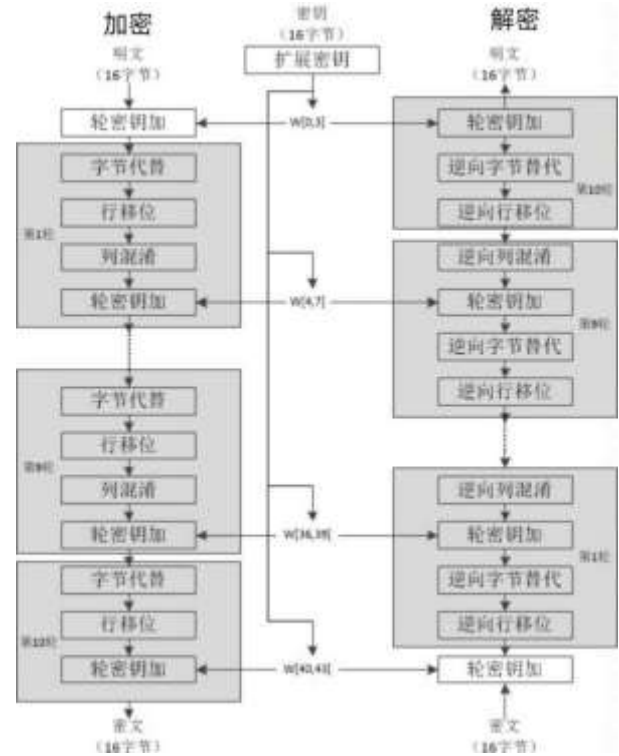 加密
明文
(16字节)
轮密钥加
第1轮
字节代替
行移位
列混淆
轮密钥加
第9轮
字节代替
行移位
列混淆
轮密钥加
第10轮
字节代替
行移位
轮密钥加
密文
(16字节)
密钥
(16字节)
扩展密钥
W[0,3]
W[4,7]
W[36,39]
W[40,43]
解密
明文
(16字节)
轮密钥加
逆向字节替代
逆向行移位
第10轮
逆向列混淆
轮密钥加
逆向字节替代
逆向行移位
第9轮
逆向列混淆
轮密钥加
逆向字节替代
逆向行移位
第1轮
轮密钥加
密文
(16字节)